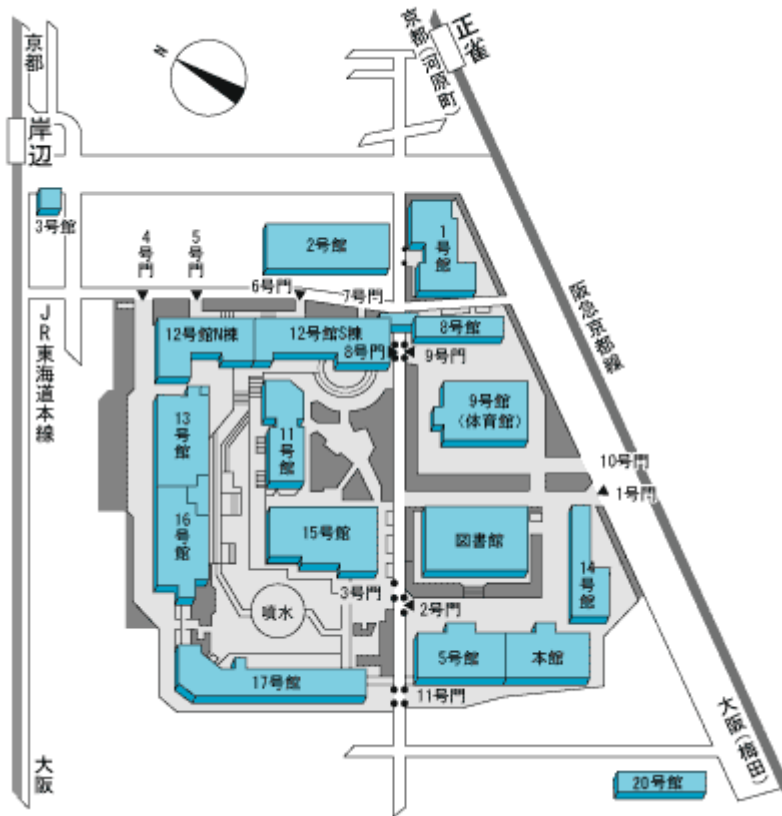 正雀
京都(河原町)
京都
N
岸辺
3号館
4号門
5号門
2号館
1号館
6号門
7号門
阪急京都線
JR東海道本線
12号館N棟
12号館S棟
8号館
8号門
9号門
13号館
11号館
9号館
(体育館)
10号門
1号門
16号館
15号館
図書館
14号館
3号門
2号門
噴水
5号館
本館
17号館
11号門
大阪(梅田)
大阪
20号館